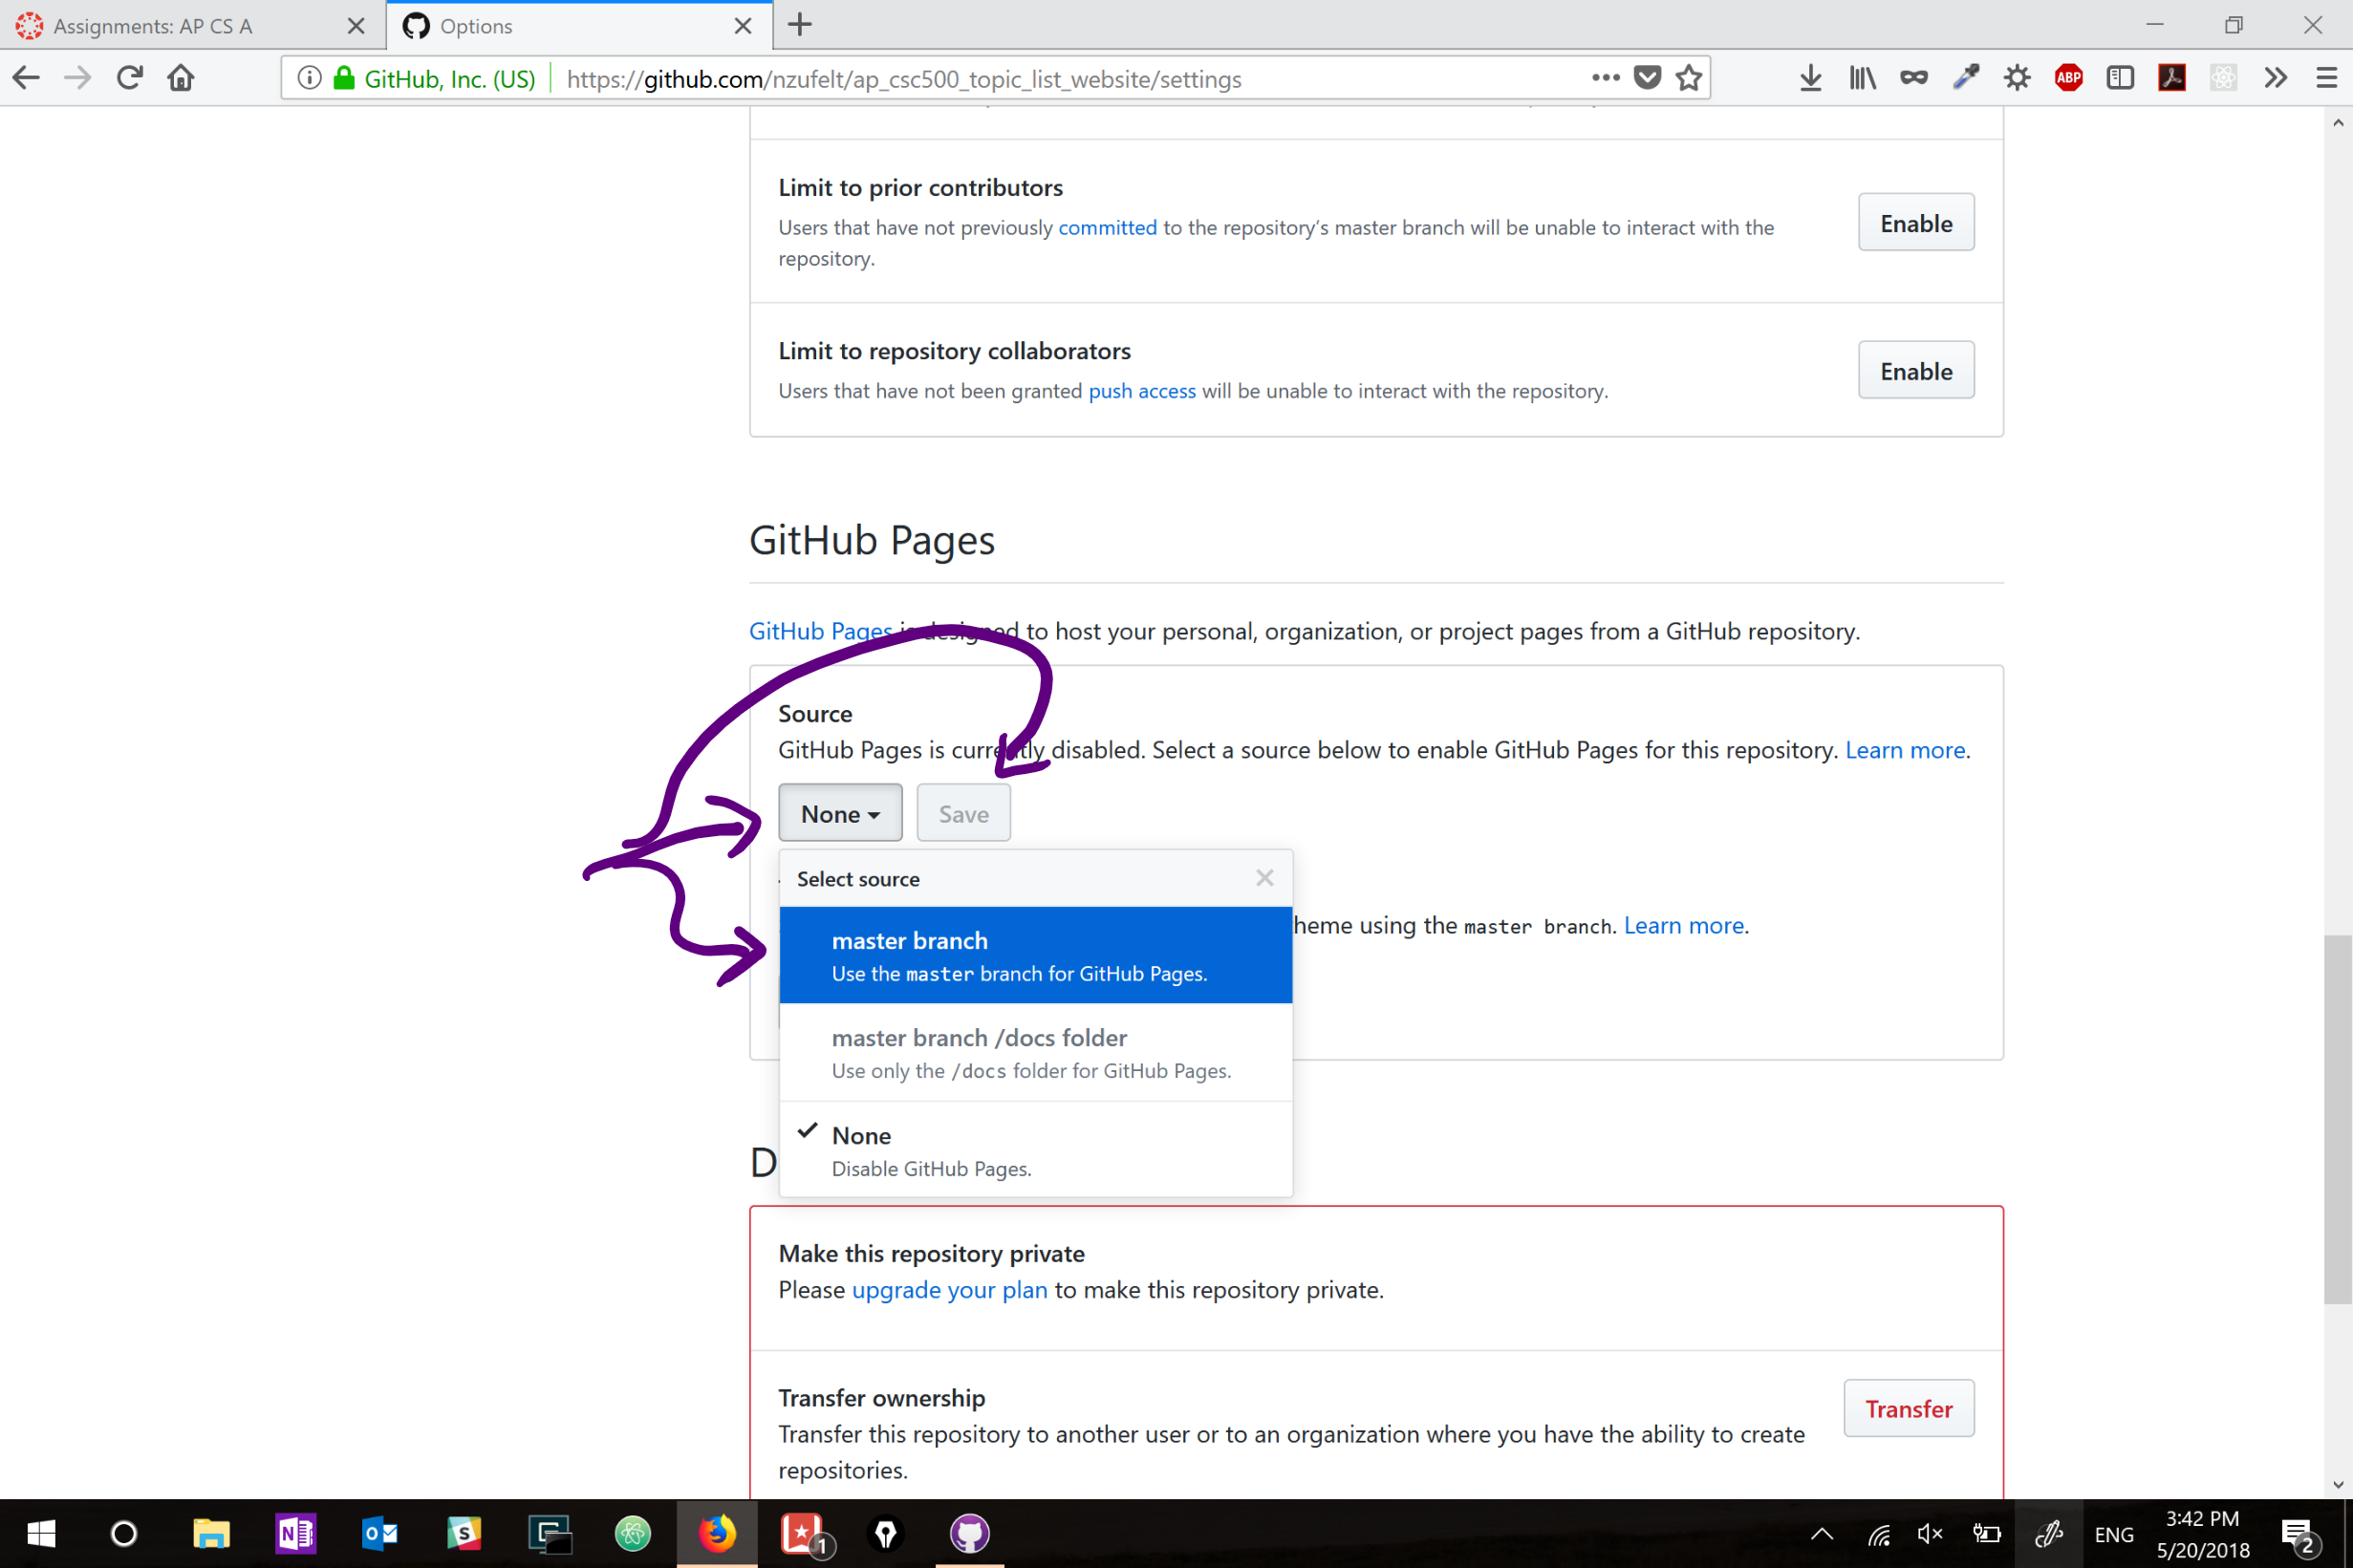 Assignments: AP CS A
Options
GitHub, Inc. (US)
https://github.com/nzufelt/ap_csc500_topic_list_website/settings
ABP
Limit to prior contributors
Users that have not previously committed to the repository's master branch will be unable to interact with the
repository.
Enable
Limit to repository collaborators
Users that have not been granted push access will be unable to interact with the repository.
Enable
GitHub Pages
GitHub Pages is designed to host your personal, organization, or project pages from a GitHub repository.
Source
GitHub Pages is currently disabled. Select a source below to enable GitHub Pages for this repository. Learn more.
None
Save
Select source
master branch
Use the master branch for GitHub Pages.
heme using the master branch. Learn more.
master branch /docs folder
Use only the /docs folder for GitHub Pages.
None
Disable GitHub Pages.
D
Make this repository private
Please upgrade your plan to make this repository private.
Transfer ownership
Transfer this repository to another user or to an organization where you have the ability to create
repositories.
Transfer
N
O
S
1
ENG
3:42 PM
5/20/2018
2